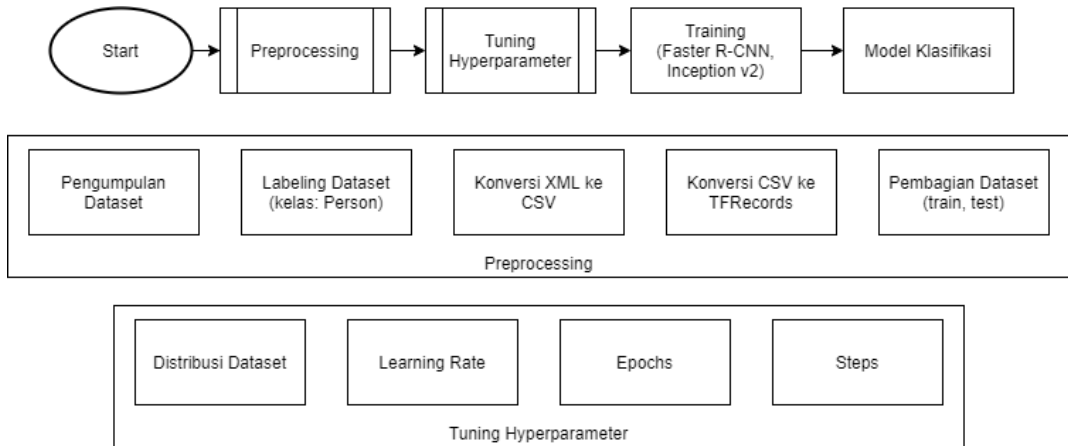 Start
Preprocessing
Tuning
Hyperparameter
Training
(Faster R-CNN,
Inception v2)
Model Klasifikasi
Pengumpulan
Dataset
Labeling Dataset
(kelas: Person)
Konversi XML ke
CSV
Konversi CSV ke
TFRecords
Pembagian Dataset
(train, test)
Preprocessing
Distribusi Dataset
Learning Rate
Epochs
Steps
Tuning Hyperparameter